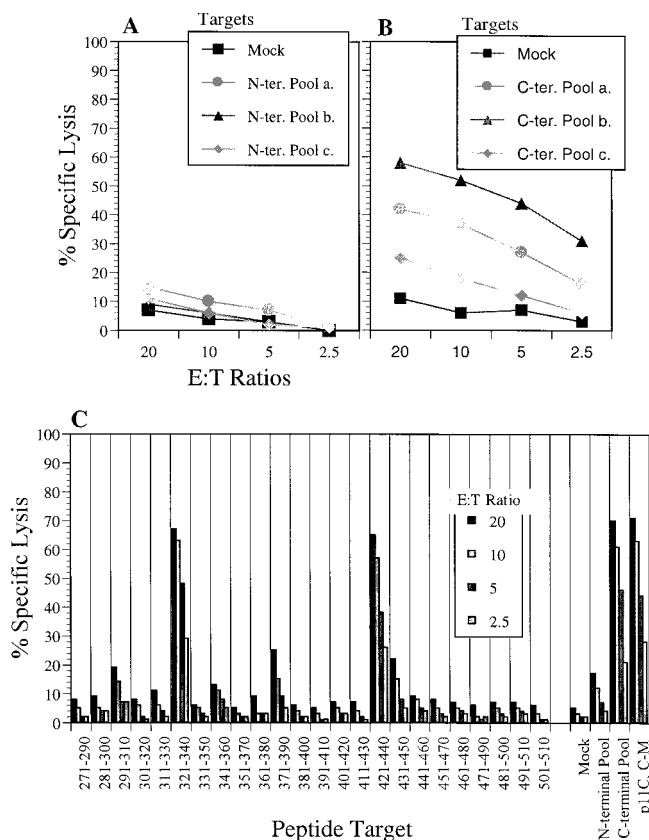 A
Targets
Mock
N-ter. Pool a.
N-ter. Pool b.
N-ter. Pool c.
B
Targets
Mock
C-ter. Pool a.
C-ter. Pool b.
C-ter. Pool c.
% Specific Lysis
100
90
80
70
60
50
40
30
20
10
0
20 10 5 2.5
20 10 5 2.5
E:T Ratios
C
% Specific Lysis
100
90
80
70
60
50
40
30
20
10
0
E:T Ratio
20
10
5
2.5
271-290
281-300
291-310
301-320
311-330
321-340
331-350
341-360
351-370
361-380
371-390
381-400
391-410
401-420
411-430
421-440
431-450
441-460
451-470
461-480
471-490
481-500
491-510
501-510
Mock
N-terminal Pool
C-terminal Pool
p11C, C-M
Peptide Target